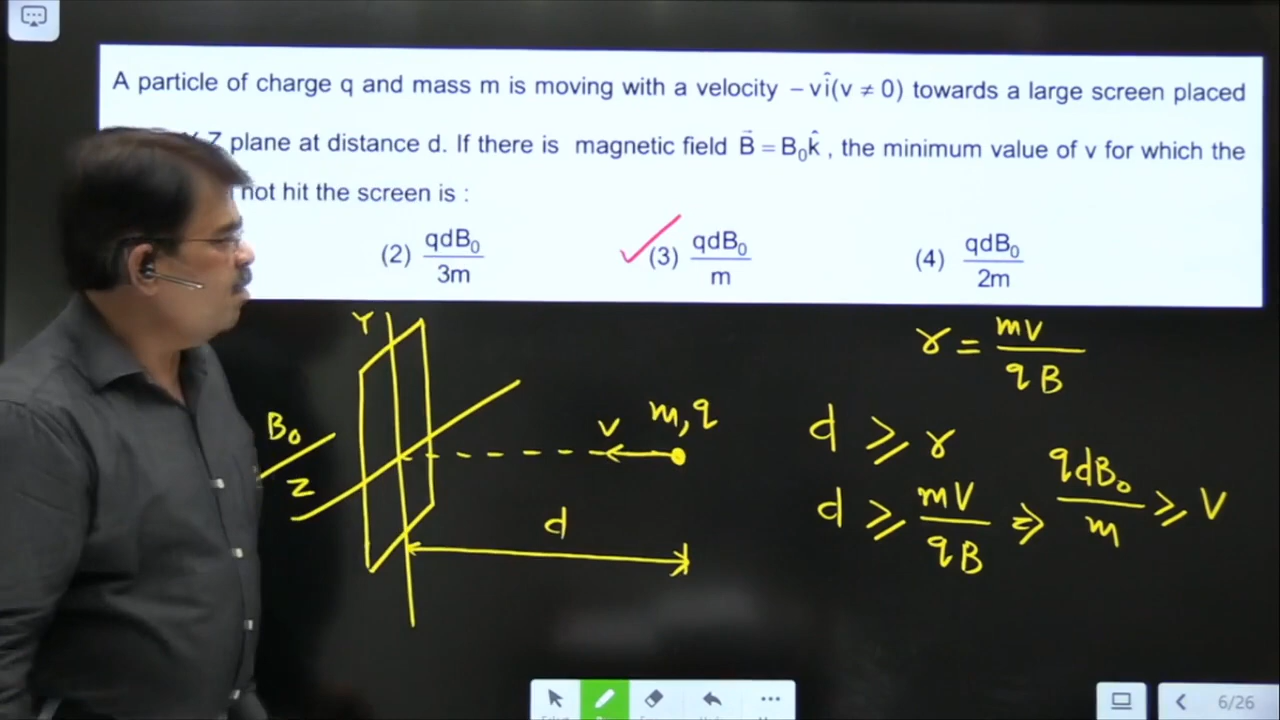 A particle of charge q and mass m is moving with a velocity − vî(v ≠ 0) towards a large screen placed
Z plane at distance d. If there is magnetic field B⃗ = B₀k̂ , the minimum value of v for which the
not hit the screen is :
(2) qdB₀/3m
(3) qdB₀/m
(4) qdB₀/2m
Y
B₀
Z
v
m, q
d
r = mv/qB
d ⩾ r
d ⩾ mv/qB ⇒ qdB₀/m ⩾ v
6/26